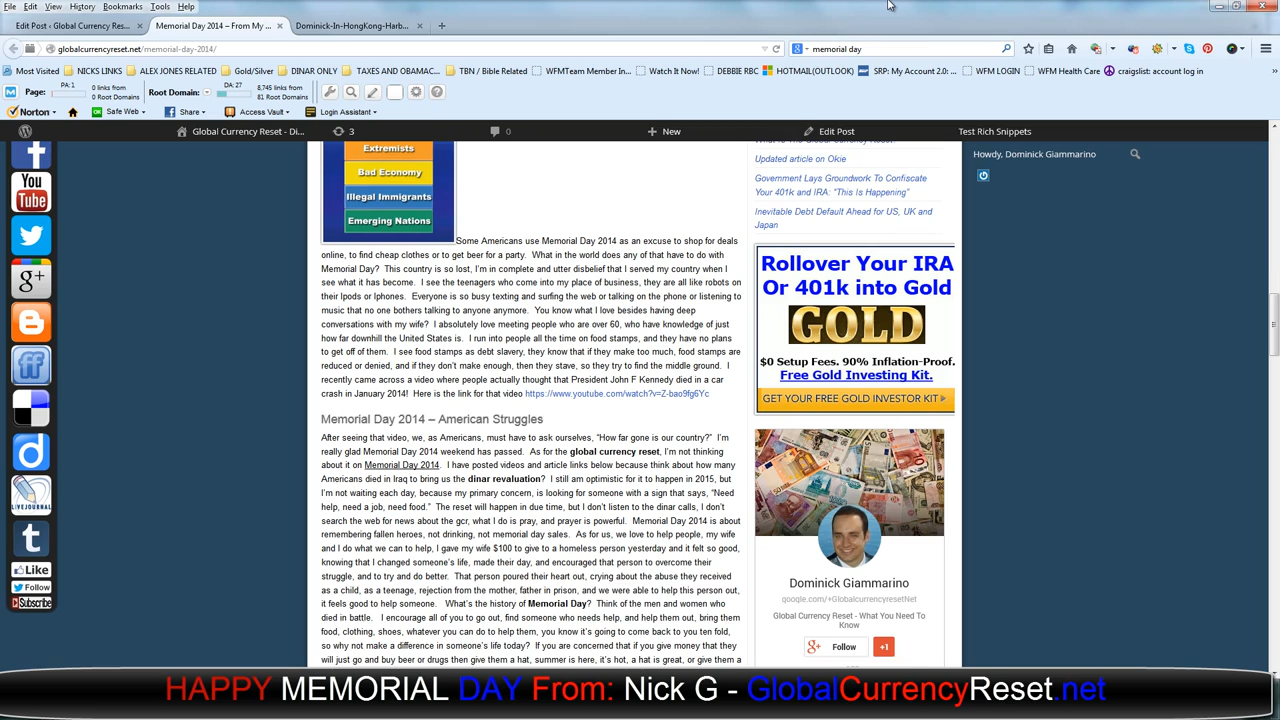 File Edit View History Bookmarks Tools Help
Edit Post ‹ Global Currency Res... × Memorial Day 2014 – From My ... × Dominick-In-HongKong-Harb... × +
globalcurrencyreset.net/memorial-day-2014/ memorial day
Most Visited NICKS LINKS ALEX JONES RELATED Gold/Silver DINAR ONLY TAXES AND OBAMAC... TBN / Bible Related WFMTeam Member In... Watch It Now! DEBBIE RBC HOTMAIL(OUTLOOK) SRP: My Account 2.0: ... WFM LOGIN WFM Health Care craigslist: account log in
Page: PA: 1 0 links from 0 Root Domains Root Domain: DA: 27 8,745 links from 81 Root Domains
Norton Safe Web Share Access Vault Login Assistant
Global Currency Reset - Di... 3 0 New Edit Post Test Rich Snippets
Howdy, Dominick Giammarino
Extremists
Bad Economy
Illegal Immigrants
Emerging Nations
Some Americans use Memorial Day 2014 as an excuse to shop for deals
online, to find cheap clothes or to get beer for a party. What in the world does any of that have to do with
Memorial Day? This country is so lost, I'm in complete and utter disbelief that I served my country when I
see what it has become. I see the teenagers who come into my place of business, they are all like robots on
their Ipods or Iphones. Everyone is so busy texting and surfing the web or talking on the phone or listening to
music that no one bothers talking to anyone anymore. You know what I love besides having deep
conversations with my wife? I absolutely love meeting people who are over 60, who have knowledge of just
how far downhill the United States is. I run into people all the time on food stamps, and they have no plans
to get off of them. I see food stamps as debt slavery, they know that if they make too much, food stamps are
reduced or denied, and if they don't make enough, then they stave, so they try to find the middle ground. I
recently came across a video where people actually thought that President John F Kennedy died in a car
crash in January 2014! Here is the link for that video https://www.youtube.com/watch?v=Z-bao9fg6Yc
Memorial Day 2014 – American Struggles
After seeing that video, we, as Americans, must have to ask ourselves, "How far gone is our country?" I'm
really glad Memorial Day 2014 weekend has passed. As for the global currency reset, I'm not thinking
about it on Memorial Day 2014. I have posted videos and article links below because think about how many
Americans died in Iraq to bring us the dinar revaluation? I still am optimistic for it to happen in 2015, but
I'm not waiting each day, because my primary concern, is looking for someone with a sign that says, "Need
help, need a job, need food." The reset will happen in due time, but I don't listen to the dinar calls, I don't
search the web for news about the gcr, what I do is pray, and prayer is powerful. Memorial Day 2014 is about
remembering fallen heroes, not drinking, not memorial day sales. As for us, we love to help people, my wife
and I do what we can to help, I gave my wife $100 to give to a homeless person yesterday and it felt so good,
knowing that I changed someone's life, made their day, and encouraged that person to overcome their
struggle, and to try and do better. That person poured their heart out, crying about the abuse they received
as a child, as a teenage, rejection from the mother, father in prison, and we were able to help this person out,
it feels good to help someone. What's the history of Memorial Day? Think of the men and women who
died in battle. I encourage all of you to go out, find someone who needs help, and help them out, bring them
food, clothing, shoes, whatever you can do to help them, you know it's going to come back to you ten fold,
so why not make a difference in someone's life today? If you are concerned that if you give money that they
will just go and buy beer or drugs then give them a hat, summer is here, it's hot, a hat is great, or give them a
What is The Global Currency Reset?
Updated article on Okie
Government Lays Groundwork To Confiscate
Your 401k and IRA: "This Is Happening"
Inevitable Debt Default Ahead for US, UK and
Japan
Rollover Your IRA
Or 401k into Gold
GOLD
$0 Setup Fees. 90% Inflation-Proof.
Free Gold Investing Kit.
GET YOUR FREE GOLD INVESTOR KIT
Dominick Giammarino
google.com/+GlobalcurrencyresetNet
Global Currency Reset - What You Need To
Know
g+ Follow +1
You
Tube
g+
ff
d
LIVEJOURNAL
t
Like
Follow
Subscribe
HAPPY MEMORIAL DAY From: Nick G - GlobalCurrencyReset.net